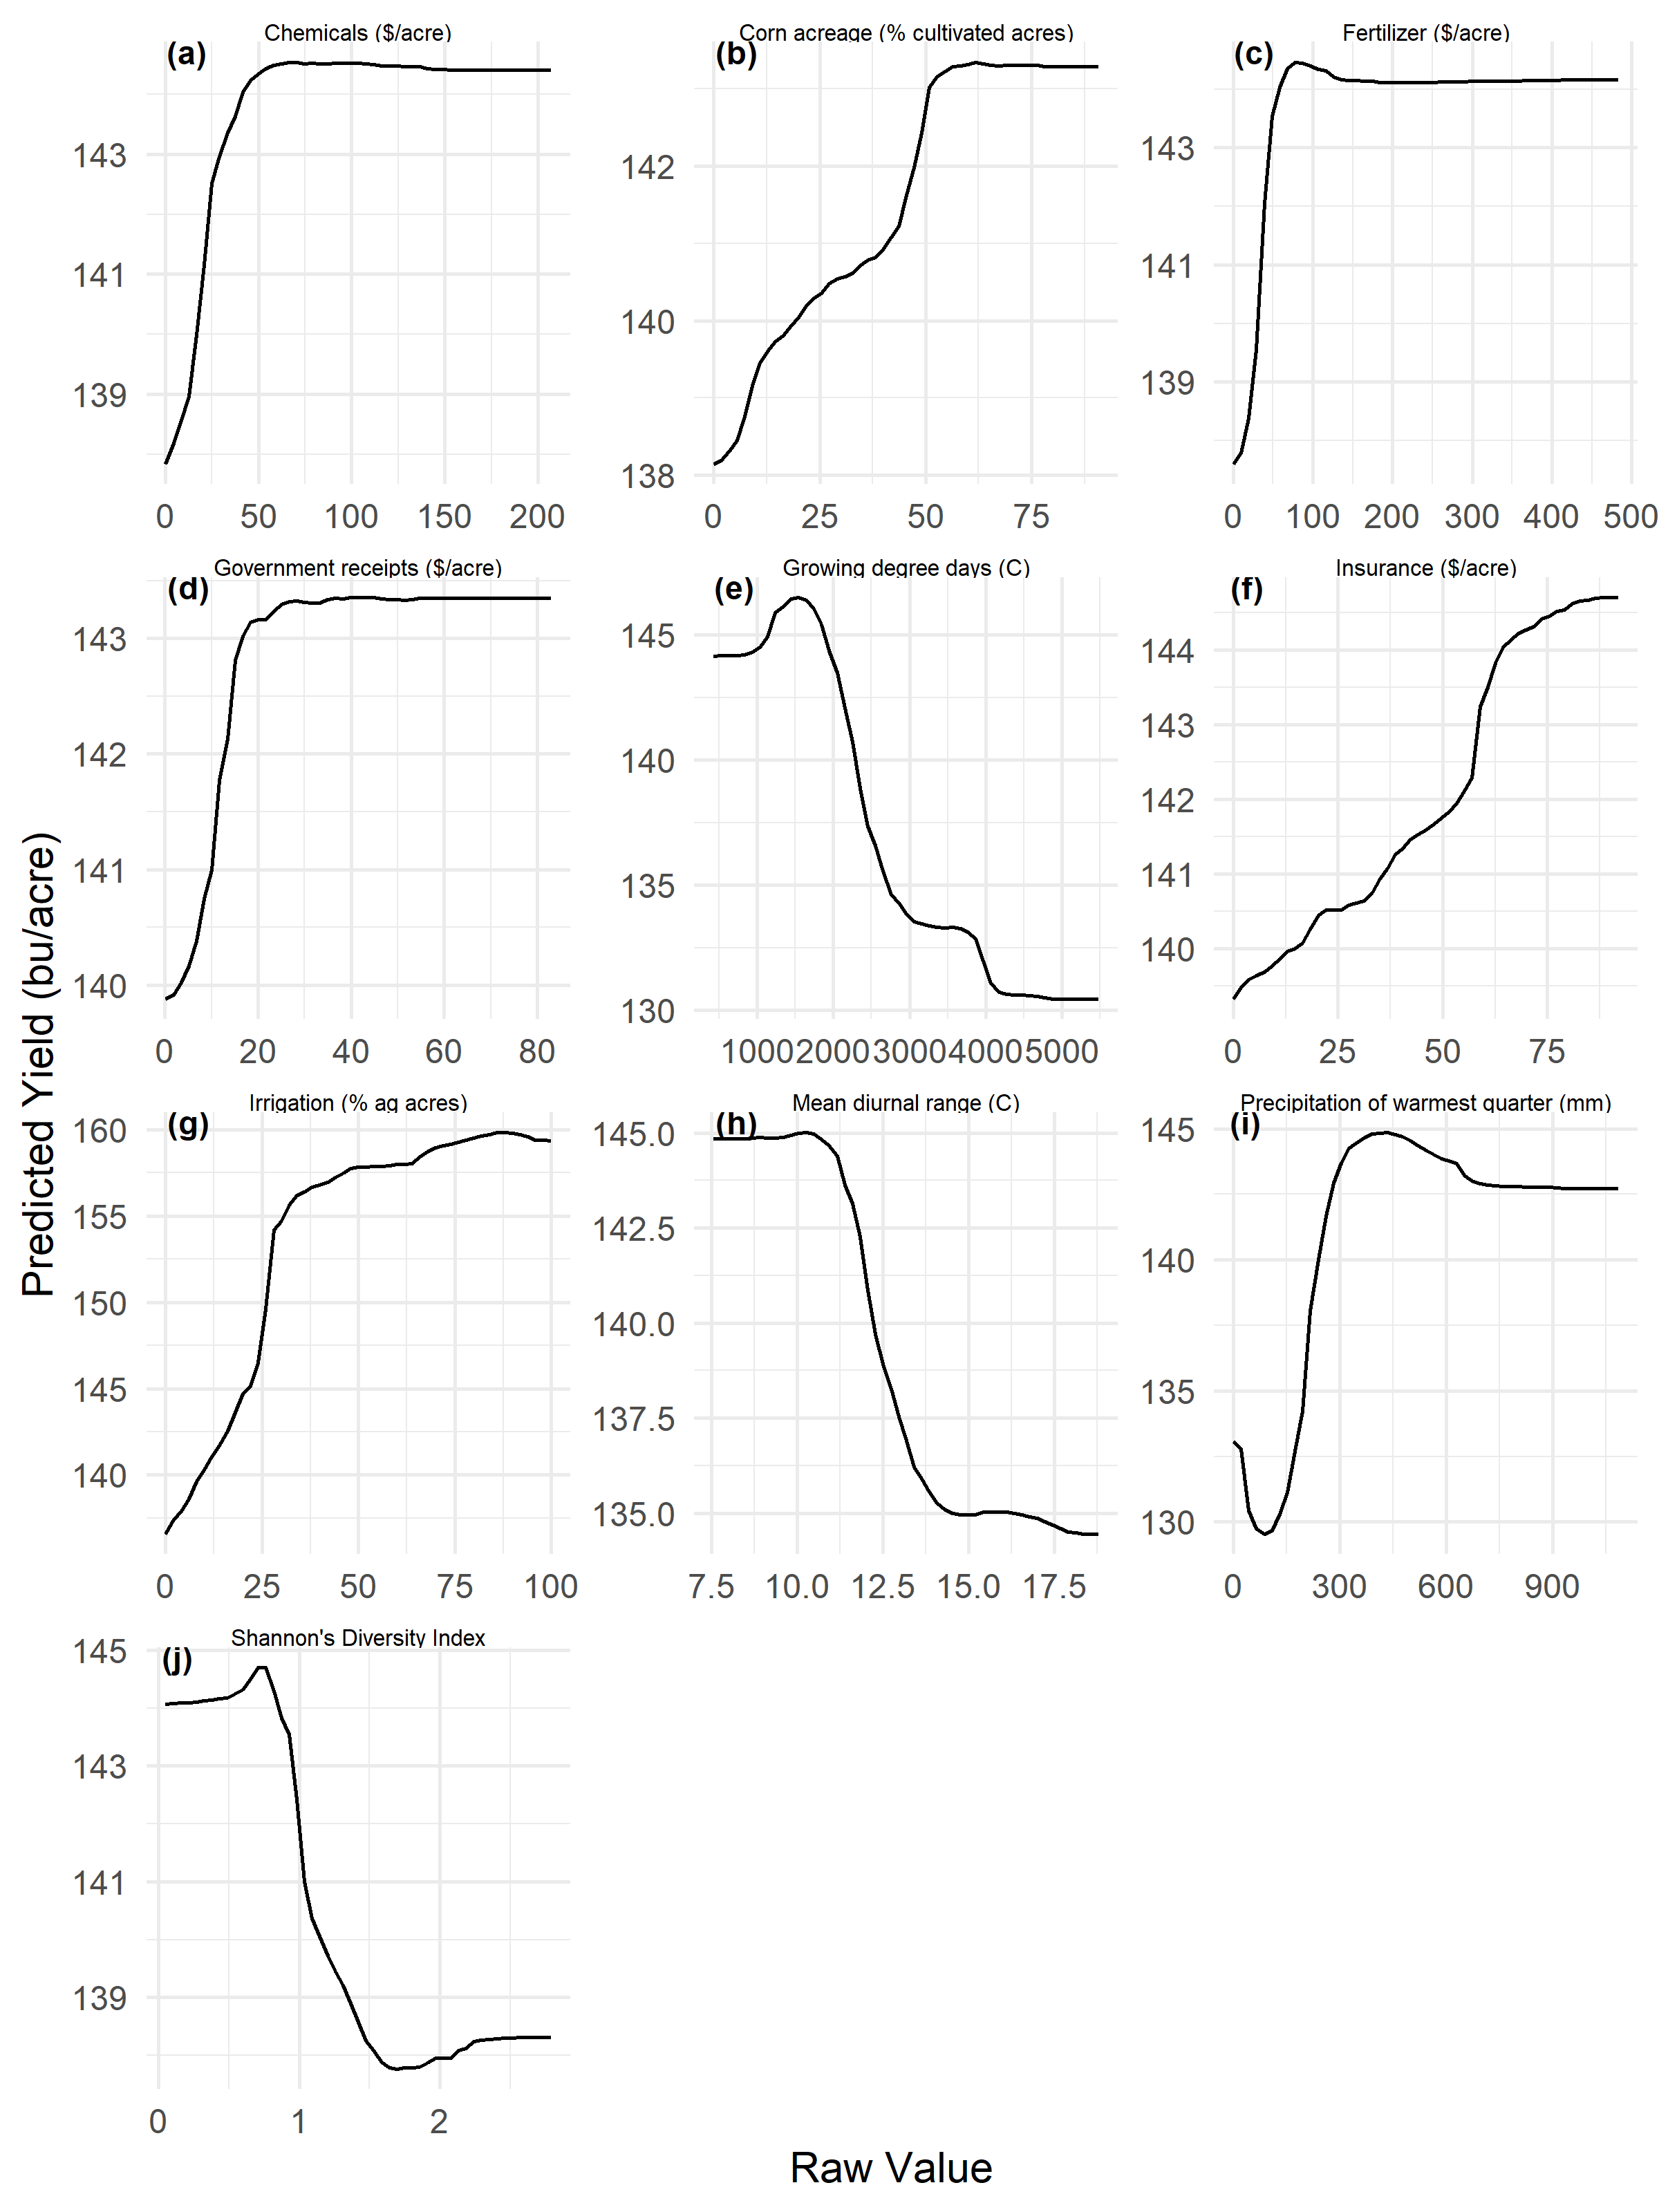 Chemicals ($/acre)
(a)
143
141
139
0 50 100 150 200
Corn acreage (% cultivated acres)
(b)
142
140
138
0 25 50 75
Fertilizer ($/acre)
(c)
143
141
139
0 100 200 300 400 500
Government receipts ($/acre)
(d)
143
142
141
140
0 20 40 60 80
Growing degree days (C)
(e)
145
140
135
130
1000 2000 3000 4000 5000
Insurance ($/acre)
(f)
144
143
142
141
140
0 25 50 75
Irrigation (% ag acres)
(g)
160
155
150
145
140
0 25 50 75 100
Mean diurnal range (C)
(h)
145.0
142.5
140.0
137.5
135.0
7.5 10.0 12.5 15.0 17.5
Precipitation of warmest quarter (mm)
(i)
145
140
135
130
0 300 600 900
Shannon's Diversity Index
(j)
145
143
141
139
0 1 2
Predicted Yield (bu/acre)
Raw Value